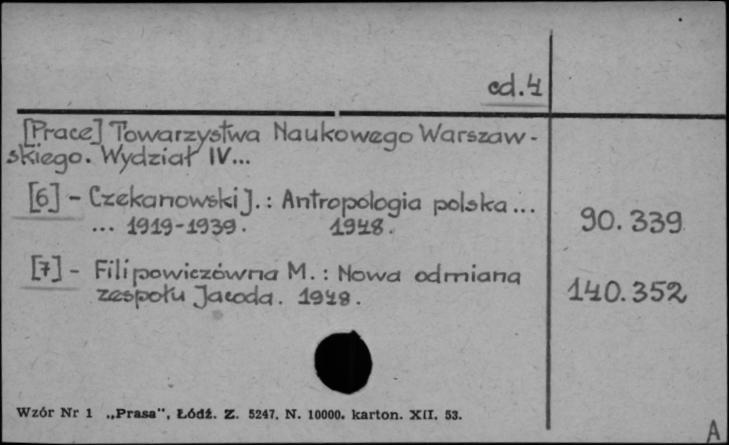 cd.4
[Prace] Towarzystwa Naukowego Warszaw-
skiego. Wydział IV...
[6] - Czekanowski J.: Antropologia polska...
... 1919-1939. 1948. 90.339
[7] - Filipowiczówna M.: Nowa odmiana
zespołu Jacoda. 1948. 140.352
Wzór Nr 1 „Prasa", Łódź. Z. 5247. N. 10000. karton. XII. 53.
A